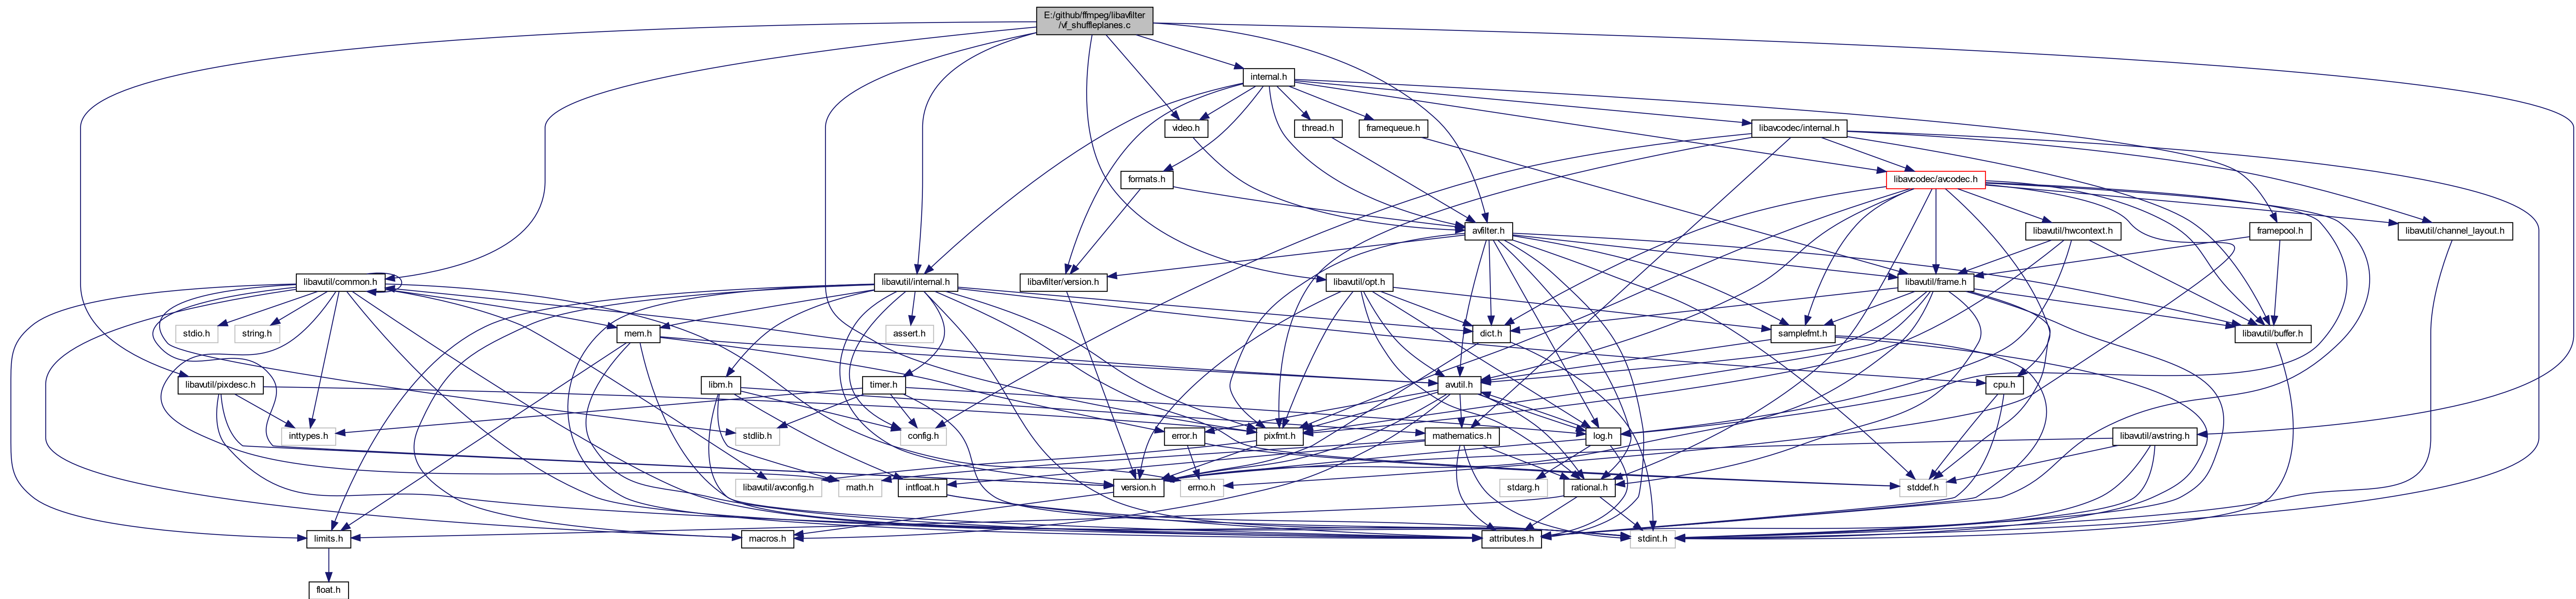 E:/github/ffmpeg/libavfilter
/vf_shuffleplanes.c
internal.h
video.h
thread.h
framequeue.h
libavcodec/internal.h
formats.h
libavcodec/avcodec.h
avfilter.h
libavutil/hwcontext.h
framepool.h
libavutil/channel_layout.h
libavutil/common.h
libavutil/internal.h
libavfilter/version.h
libavutil/opt.h
libavutil/frame.h
stdio.h
string.h
mem.h
assert.h
dict.h
samplefmt.h
libavutil/buffer.h
libavutil/pixdesc.h
libm.h
timer.h
avutil.h
cpu.h
inttypes.h
stdlib.h
config.h
error.h
pixfmt.h
mathematics.h
log.h
libavutil/avstring.h
libavutil/avconfig.h
math.h
intfloat.h
version.h
errno.h
stdarg.h
rational.h
stddef.h
limits.h
macros.h
attributes.h
stdint.h
float.h